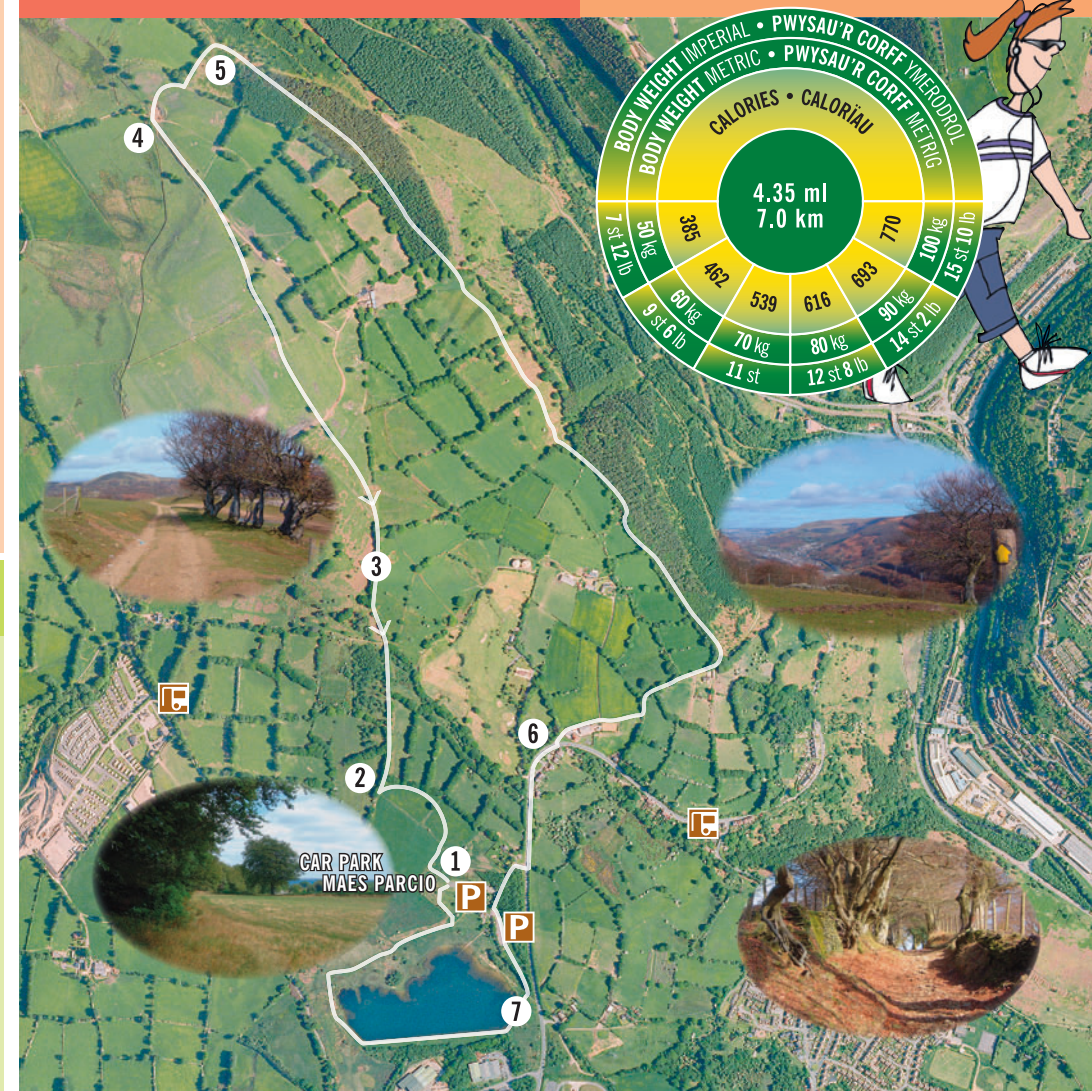 BODY WEIGHT IMPERIAL • PWYSAU'R CORFF YMERODROL
BODY WEIGHT METRIC • PWYSAU'R CORFF METRIG
CALORIES • CALORÏAU
4.35 ml
7.0 km
385
462
539
616
693
770
50 kg
60 kg
70 kg
80 kg
90 kg
100 kg
7 st 12 lb
9 st 6 lb
11 st
12 st 8 lb
14 st 2 lb
15 st 10 lb
5
4
3
6
2
1
CAR PARK
MAES PARCIO
P
P
7